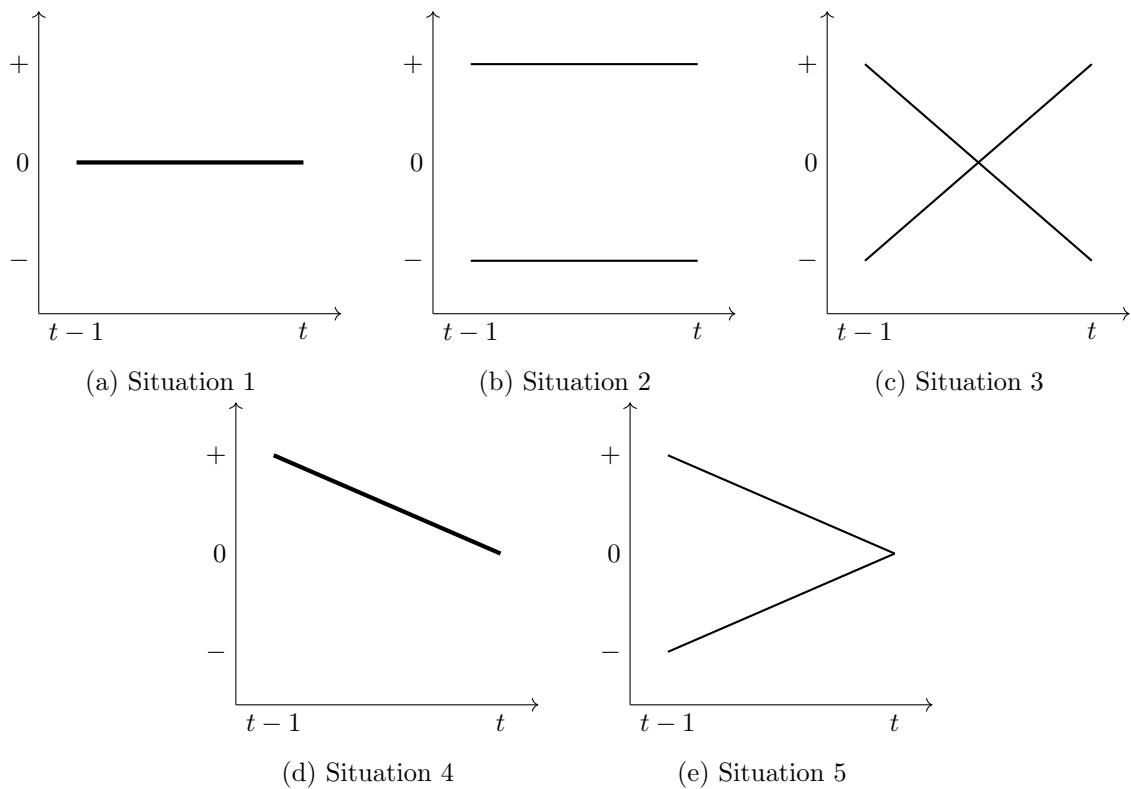 +
0
−
t − 1
t
(a) Situation 1
+
0
−
t − 1
t
(b) Situation 2
+
0
−
t − 1
t
(c) Situation 3
+
0
−
t − 1
t
(d) Situation 4
+
0
−
t − 1
t
(e) Situation 5